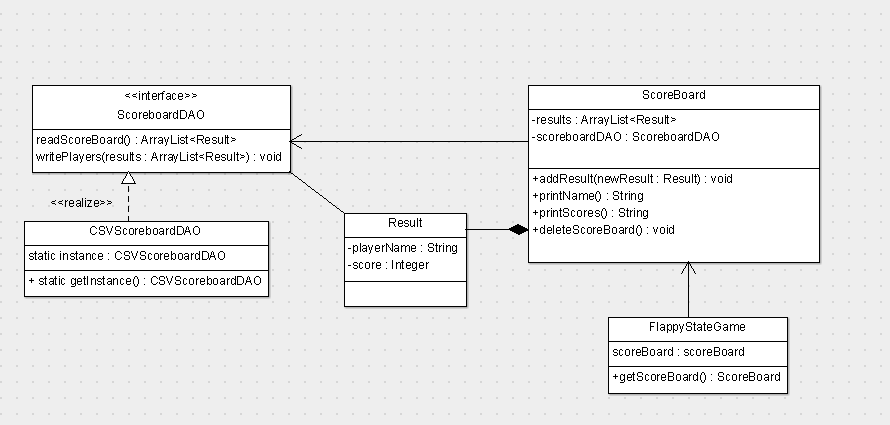 <<interface>>
ScoreboardDAO
readScoreBoard() : ArrayList<Result>
writePlayers(results : ArrayList<Result>) : void
<<realize>>
CSVScoreboardDAO
static instance : CSVScoreboardDAO
+ static getInstance() : CSVScoreboardDAO
Result
-playerName : String
-score : Integer
ScoreBoard
-results : ArrayList<Result>
-scoreboardDAO : ScoreboardDAO
+addResult(newResult : Result) : void
+printName() : String
+printScores() : String
+deleteScoreBoard() : void
FlappyStateGame
scoreBoard : scoreBoard
+getScoreBoard() : ScoreBoard